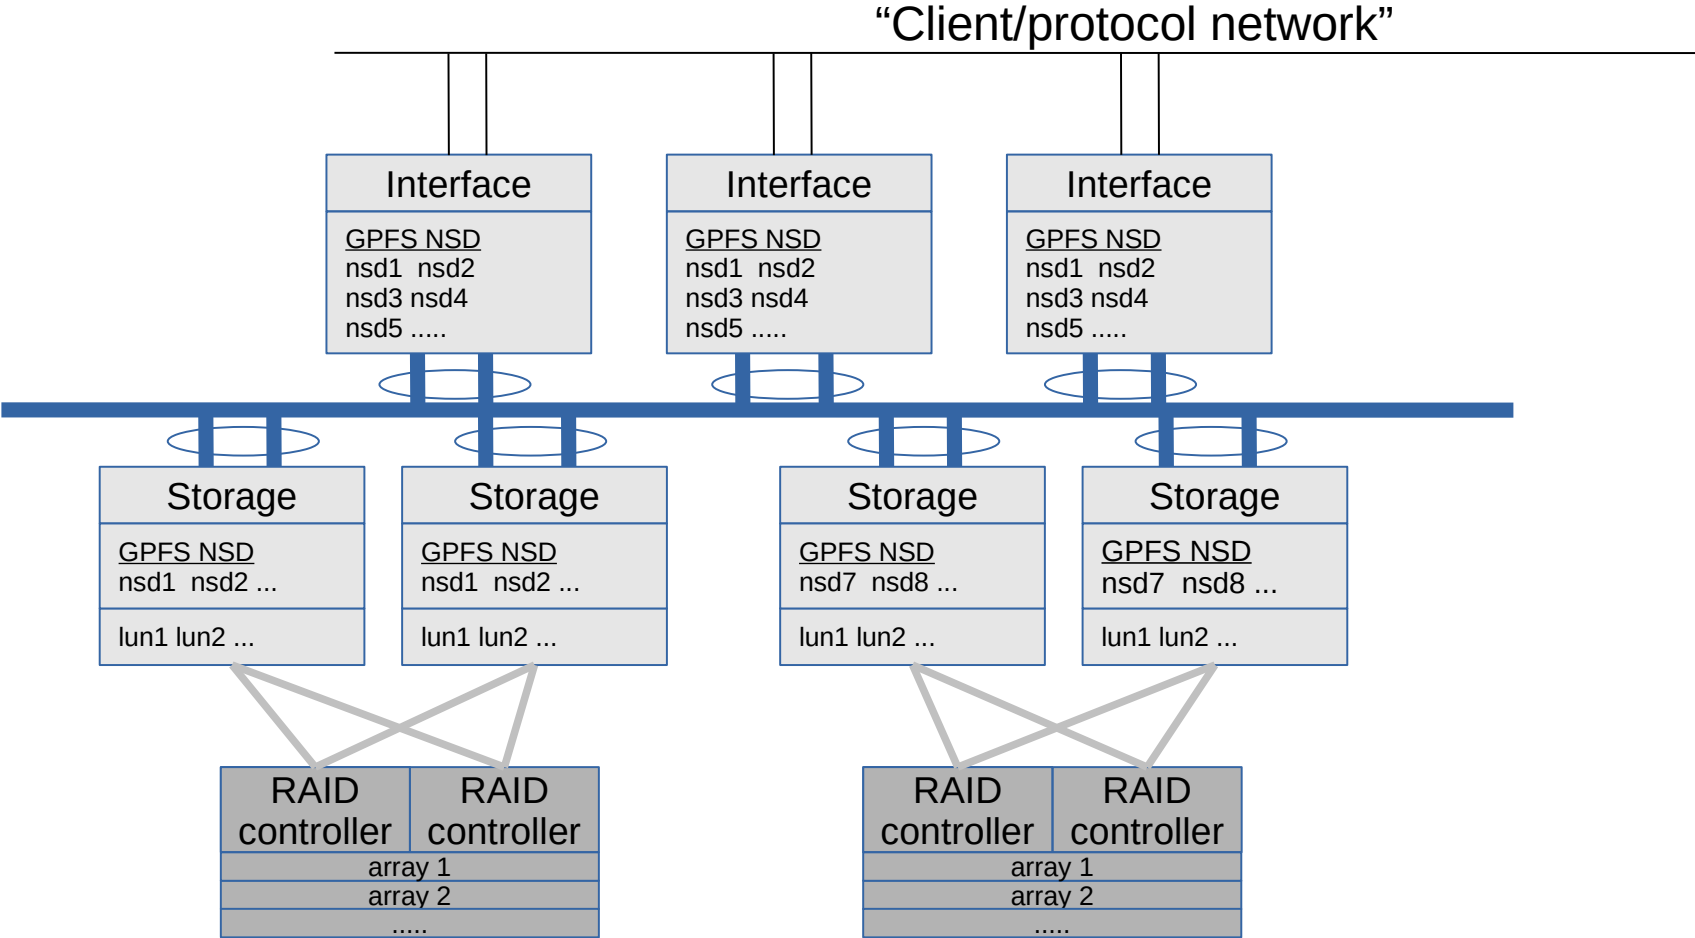 “Client/protocol network”
Interface
GPFS NSD
nsd1 nsd2
nsd3 nsd4
nsd5 .....
Interface
GPFS NSD
nsd1 nsd2
nsd3 nsd4
nsd5 .....
Interface
GPFS NSD
nsd1 nsd2
nsd3 nsd4
nsd5 .....
Storage
GPFS NSD
nsd1 nsd2 ...
lun1 lun2 ...
Storage
GPFS NSD
nsd1 nsd2 ...
lun1 lun2 ...
Storage
GPFS NSD
nsd7 nsd8 ...
lun1 lun2 ...
Storage
GPFS NSD
nsd7 nsd8 ...
lun1 lun2 ...
RAID
controller
RAID
controller
array 1
array 2
.....
RAID
controller
RAID
controller
array 1
array 2
.....